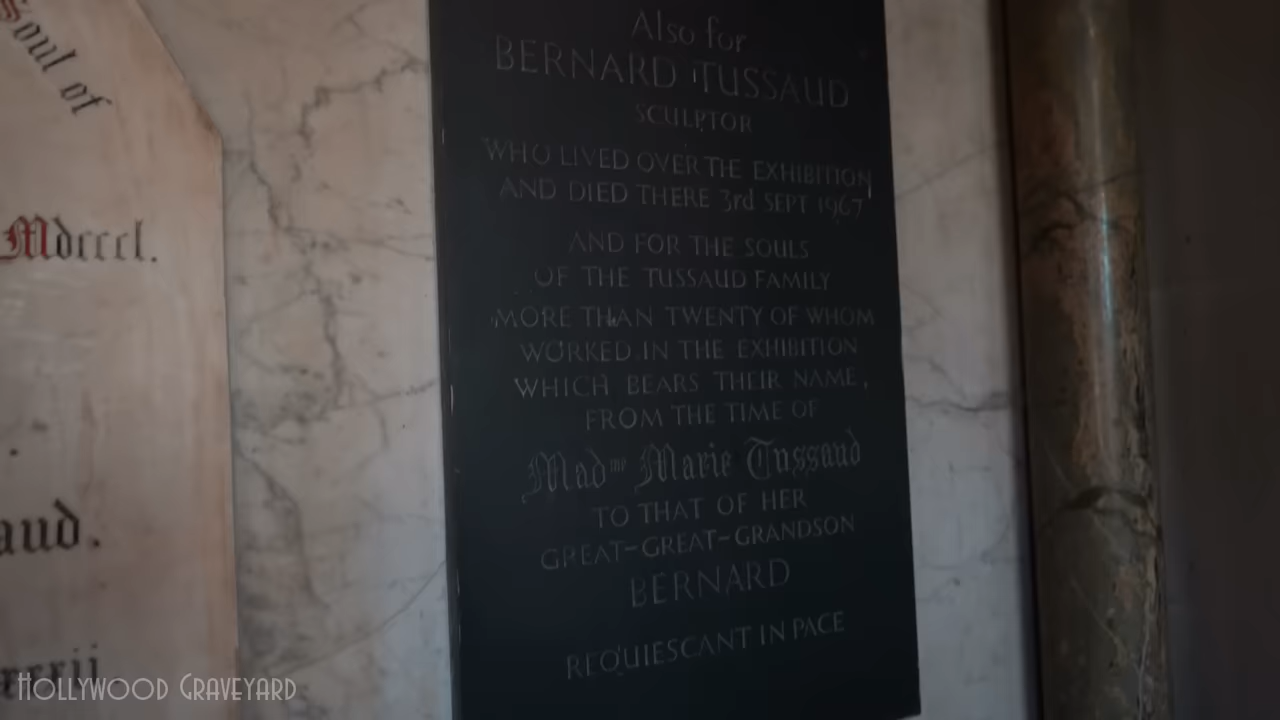 Soul of
Mdcccl.
aud.
Also for
BERNARD TUSSAUD
SCULPTOR
WHO LIVED OVER THE EXHIBITION
AND DIED THERE 3rd SEPT 1967
AND FOR THE SOULS
OF THE TUSSAUD FAMILY
MORE THAN TWENTY OF WHOM
WORKED IN THE EXHIBITION
WHICH BEARS THEIR NAME,
FROM THE TIME OF
Madme Marie Tussaud
TO THAT OF HER
GREAT-GREAT-GRANDSON
BERNARD
REQUIESCANT IN PACE
HOLLYWOOD GRAVEYARD